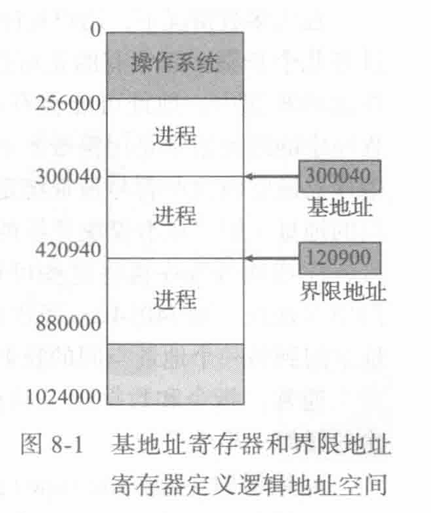 0
操作系统
256000
进程
300040
300040
基地址
进程
420940
120900
界限地址
进程
880000
1024000
图 8-1 基地址寄存器和界限地址
寄存器定义逻辑地址空间